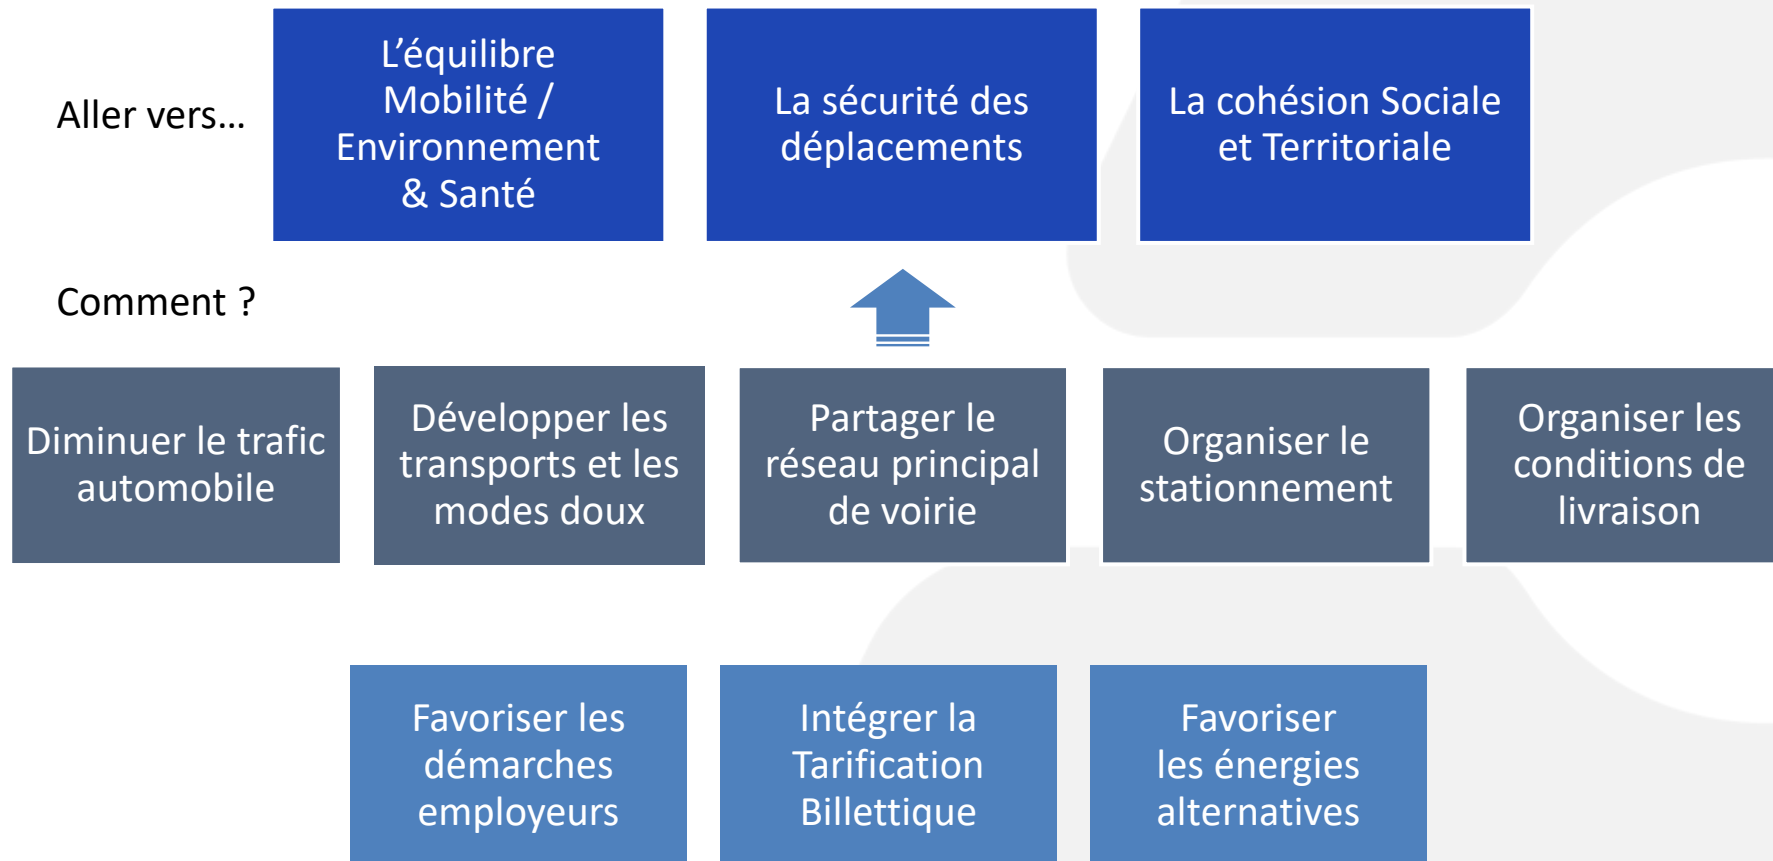 Aller vers…
L’équilibre
Mobilité /
Environnement
& Santé
La sécurité des
déplacements
La cohésion Sociale
et Territoriale
Comment ?
Diminuer le trafic
automobile
Développer les
transports et les
modes doux
Partager le
réseau principal
de voirie
Organiser le
stationnement
Organiser les
conditions de
livraison
Favoriser les
démarches
employeurs
Intégrer la
Tarification
Billettique
Favoriser
les énergies
alternatives